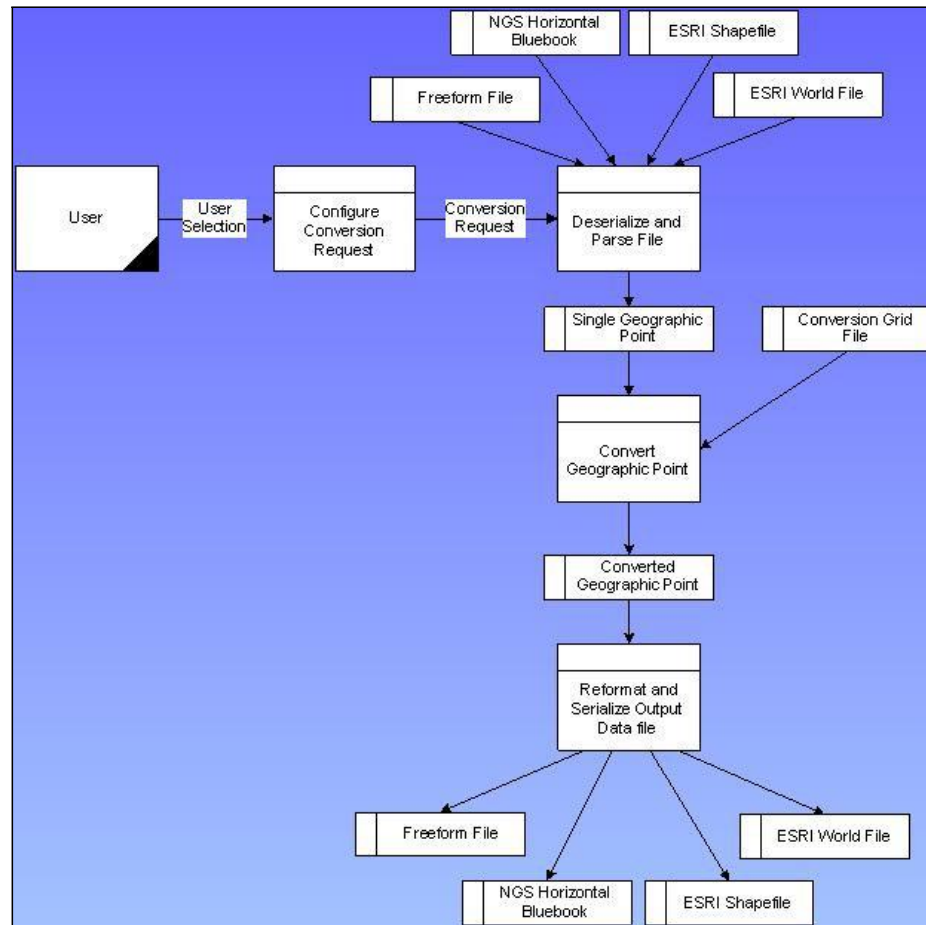 NGS Horizontal
Bluebook
ESRI Shapefile
Freeform File
ESRI World File
User
User
Selection
Configure
Conversion
Request
Conversion
Request
Deserialize and
Parse File
Single Geographic
Point
Conversion Grid
File
Convert
Geographic Point
Converted
Geographic Point
Reformat and
Serialize Output
Data file
Freeform File
ESRI World File
NGS Horizontal
Bluebook
ESRI Shapefile